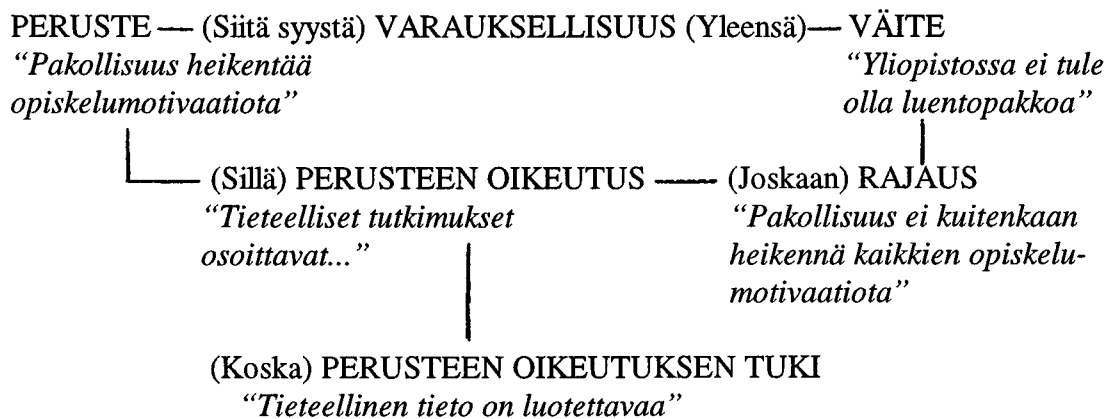 PERUSTE — (Siitä syystä) VARAUKSELLISUUS (Yleensä)— VÄITE
“Pakollisuus heikentää “Yliopistossa ei tule
opiskelumotivaatiota” olla luentopakkoa”
(Sillä) PERUSTEEN OIKEUTUS —— (Joskaan) RAJAUS
“Tieteelliset tutkimukset “Pakollisuus ei kuitenkaan
osoittavat...” heikennä kaikkien opiskelu-
motivaatiota”
(Koska) PERUSTEEN OIKEUTUKSEN TUKI
“Tieteellinen tieto on luotettavaa”